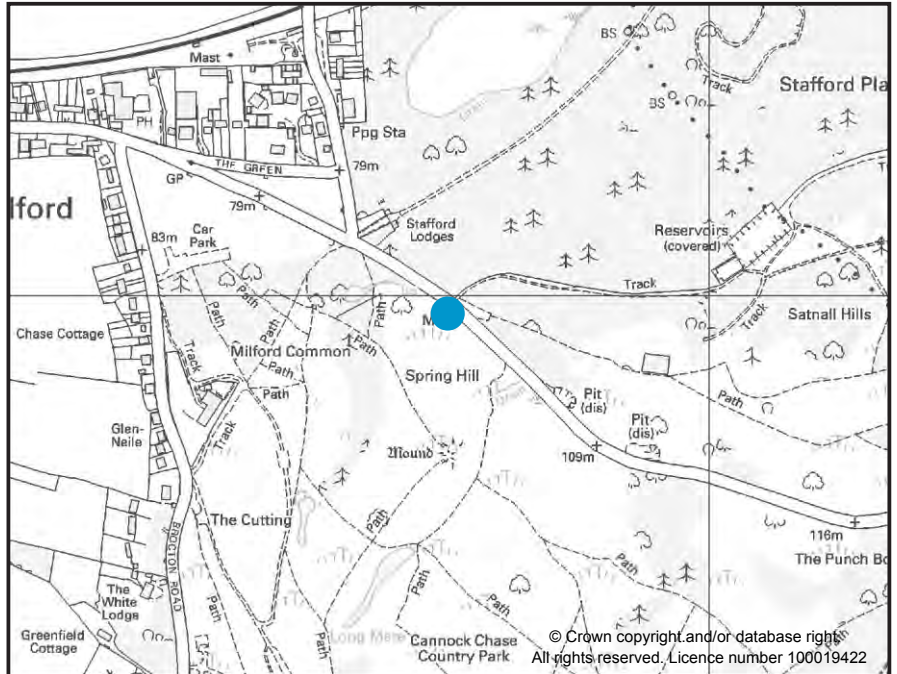 Mast
BS
Track
Stafford Pla
BS
PH
Ppg Sta
THE GREEN
79m
GP
79m
lford
Stafford
Lodges
Car
Park
83m
Reservoirs
(covered)
Track
Track
Satnall Hills
Chase Cottage
Path
Path
Path
Path
Path
Path
Milford Common
Track
Spring Hill
Path
Drain
Pit
(dis)
Pit
(dis)
Path
Glen-
Neile
Track
Mound
109m
The Cutting
Path
116m
The Punch Bo
BROCTON ROAD
The
White
Lodge
Path
Path
Path
Path
Path
Long Mere
Greenfield
Cottage
Cannock Chase
Country Park
© Crown copyright and/or database right.
All rights reserved. Licence number 100019422